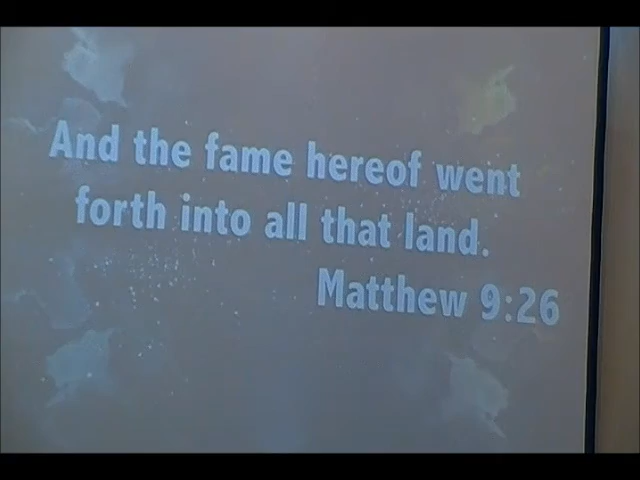 And the fame hereof went
forth into all that land.
Matthew 9:26